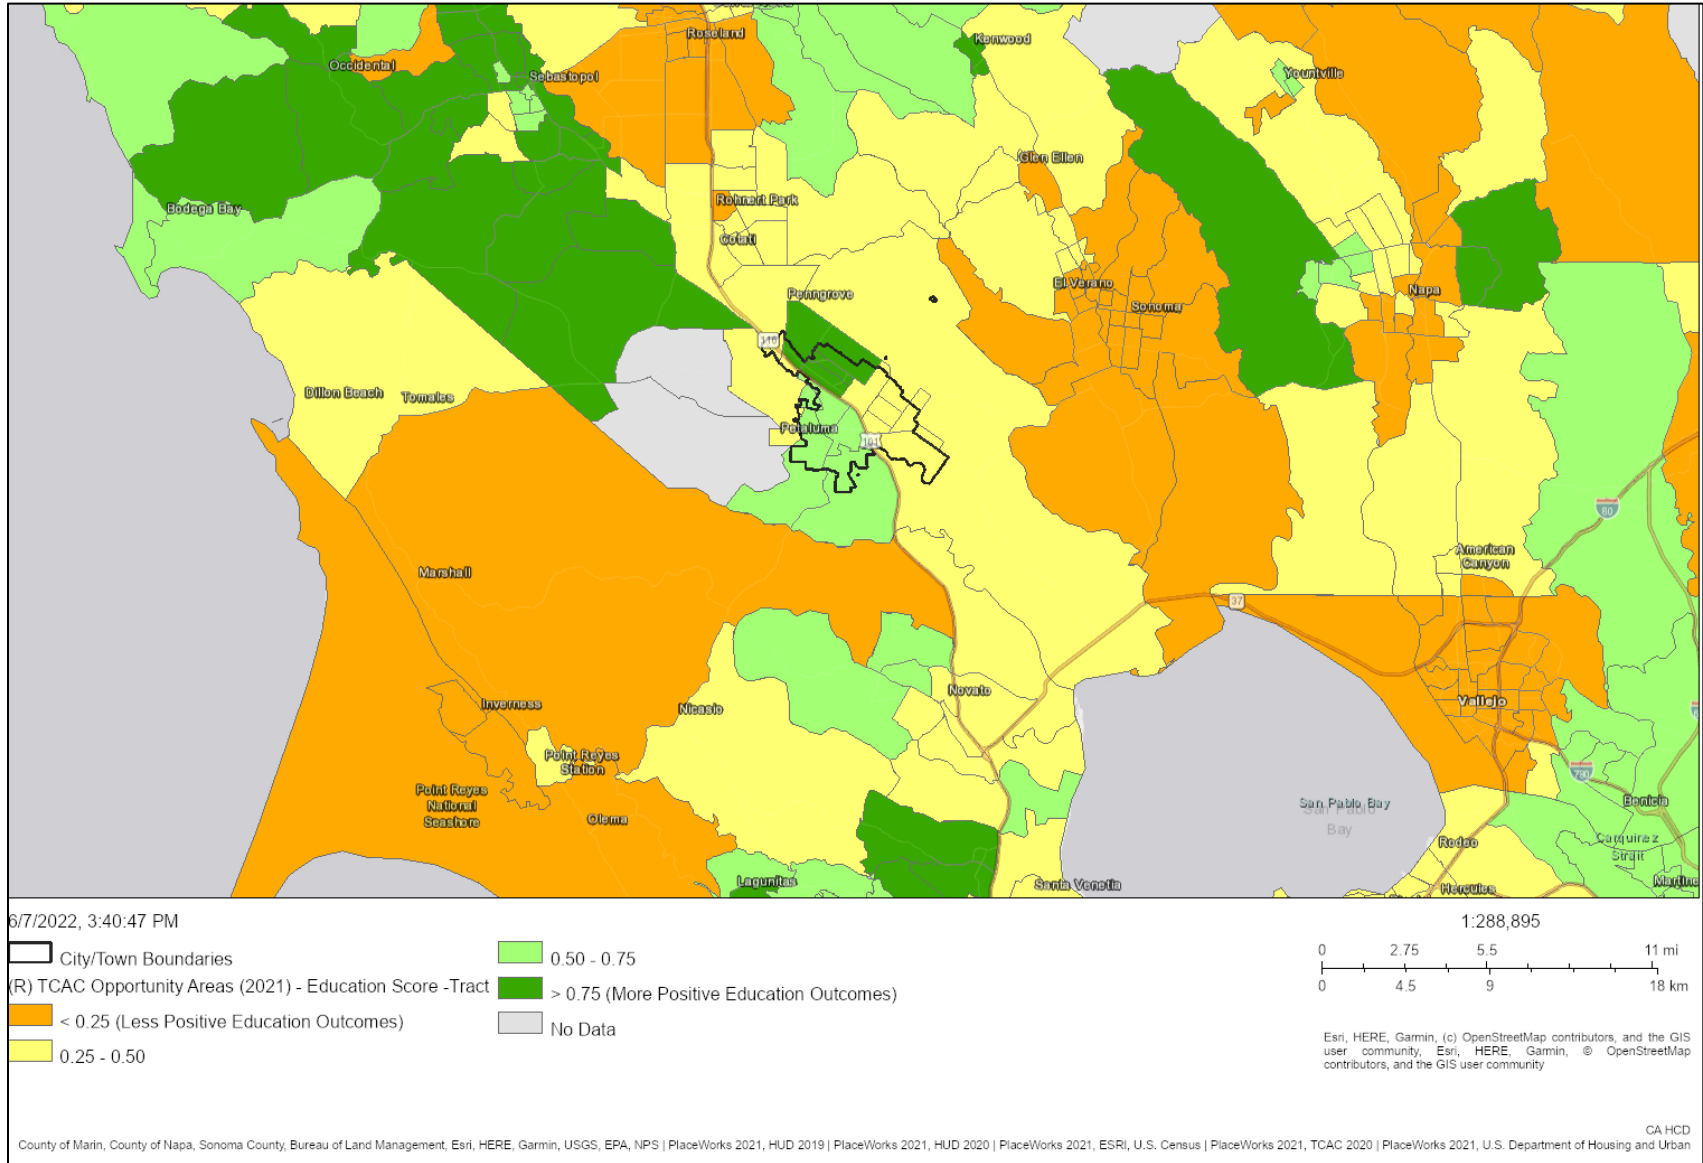 Roseland
Kenwood
Occidental
Sebastopol
Yountville
Glen Ellen
Rohnert Park
Bodega Bay
Cotati
El Verano
Napa
Penngrove
Sonoma
116
Dillon Beach
Tomales
Petaluma
101
80
American
Canyon
Marshall
37
Novato
Inverness
Nicasio
Vallejo
Point Reyes
Station
780
Point Reyes
National
Seashore
Olema
San Pablo Bay
San Pablo
Bay
Benicia
Carquinez
Strait
Rodeo
Lagunitas
Santa Venetia
Hercules
Martinez
6/7/2022, 3:40:47 PM
City/Town Boundaries
(R) TCAC Opportunity Areas (2021) - Education Score -Tract
< 0.25 (Less Positive Education Outcomes)
0.25 - 0.50
0.50 - 0.75
> 0.75 (More Positive Education Outcomes)
No Data
1:288,895
0 2.75 5.5 11 mi
0 4.5 9 18 km
Esri, HERE, Garmin, (c) OpenStreetMap contributors, and the GIS
user community, Esri, HERE, Garmin, © OpenStreetMap
contributors, and the GIS user community
CA HCD
County of Marin, County of Napa, Sonoma County, Bureau of Land Management, Esri, HERE, Garmin, USGS, EPA, NPS | PlaceWorks 2021, HUD 2019 | PlaceWorks 2021, HUD 2020 | PlaceWorks 2021, ESRI, U.S. Census | PlaceWorks 2021, TCAC 2020 | PlaceWorks 2021, U.S. Department of Housing and Urban